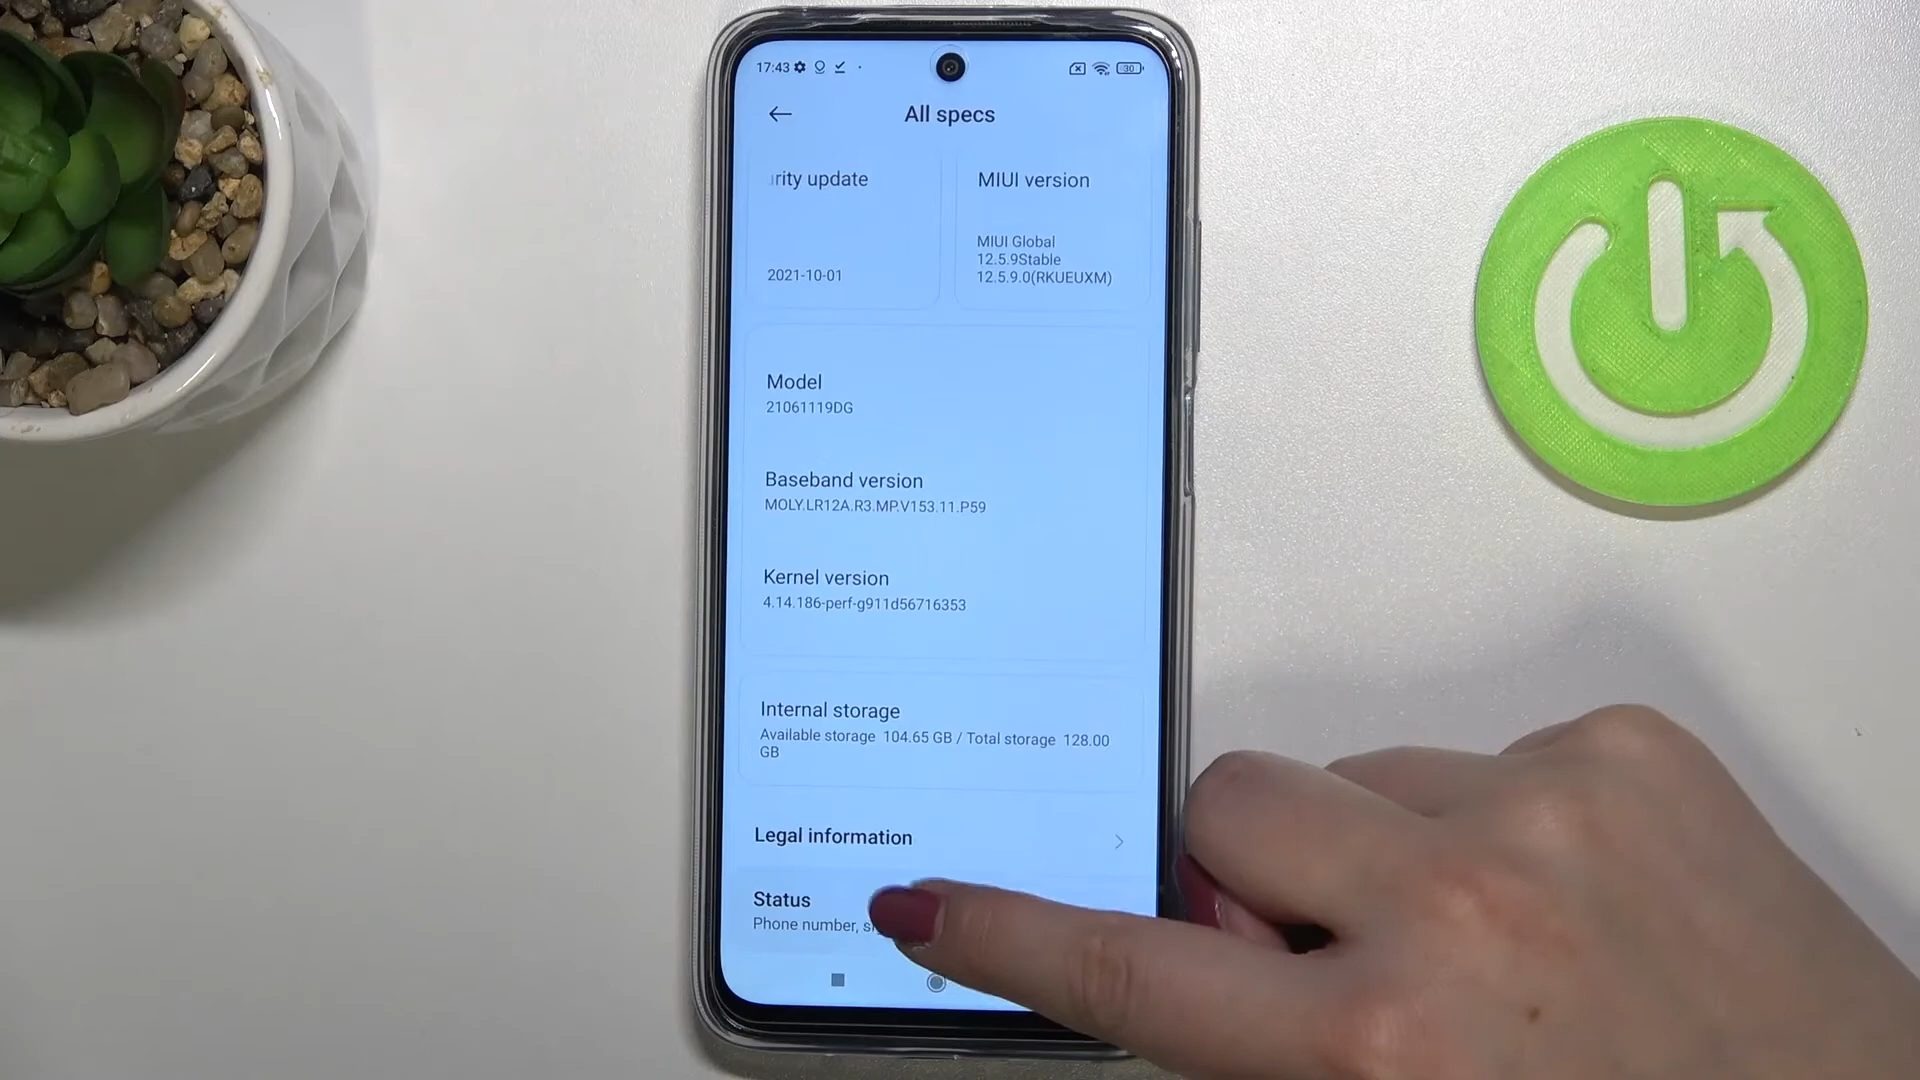 17:43
30
All specs
rity update
MIUI version
MIUI Global
12.5.9Stable
12.5.9.0(RKUEUXM)
2021-10-01
Model
21061119DG
Baseband version
MOLY.LR12A.R3.MP.V153.11.P59
Kernel version
4.14.186-perf-g911d56716353
Internal storage
Available storage 104.65 GB / Total storage 128.00
GB
Legal information
Status
Phone number,